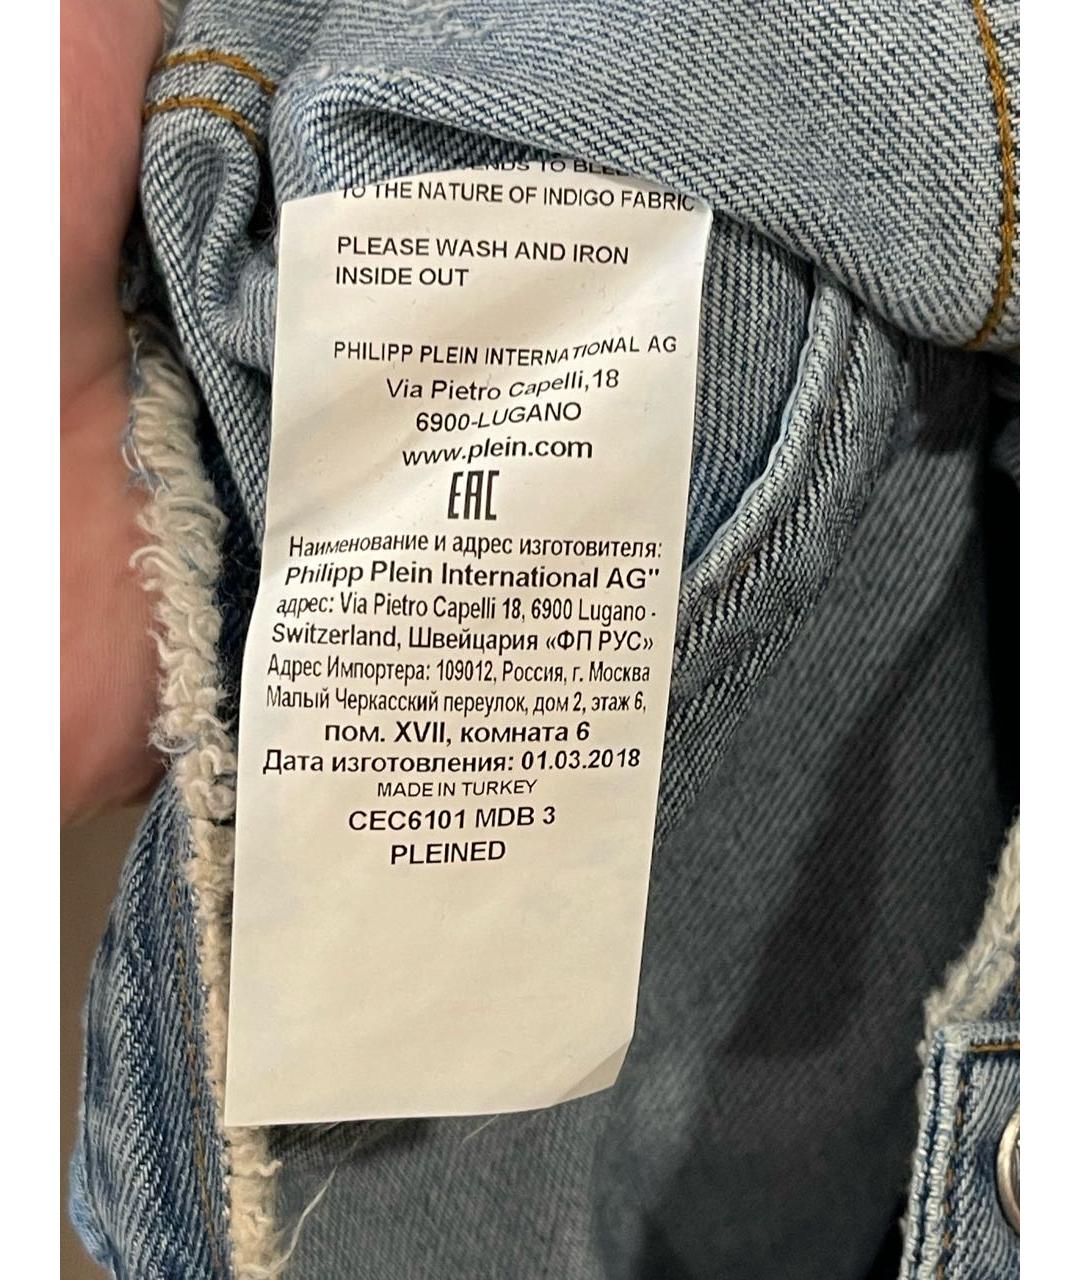 TO BLEE
TO THE NATURE OF INDIGO FABRIC
PLEASE WASH AND IRON
INSIDE OUT
PHILIPP PLEIN INTERNATIONAL AG
Via Pietro Capelli,18
6900-LUGANO
www.plein.com
EAC
Наименование и адрес изготовителя:
Philipp Plein International AG"
адрес: Via Pietro Capelli 18, 6900 Lugano -
Switzerland, Швейцария «ФП РУС»
Адрес Импортера: 109012, Россия, г. Москва
Малый Черкасский переулок, дом 2, этаж 6,
пом. XVII, комната 6
Дата изготовления: 01.03.2018
MADE IN TURKEY
CEC6101 MDB 3
PLEINED